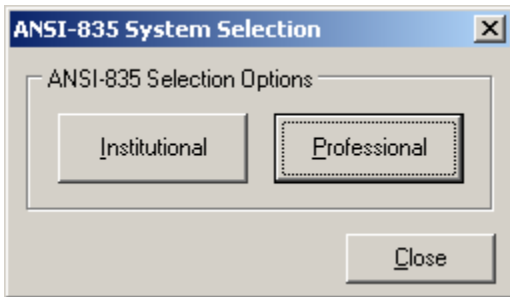 ANSI-835 System Selection
ANSI-835 Selection Options
Institutional Professional
Close